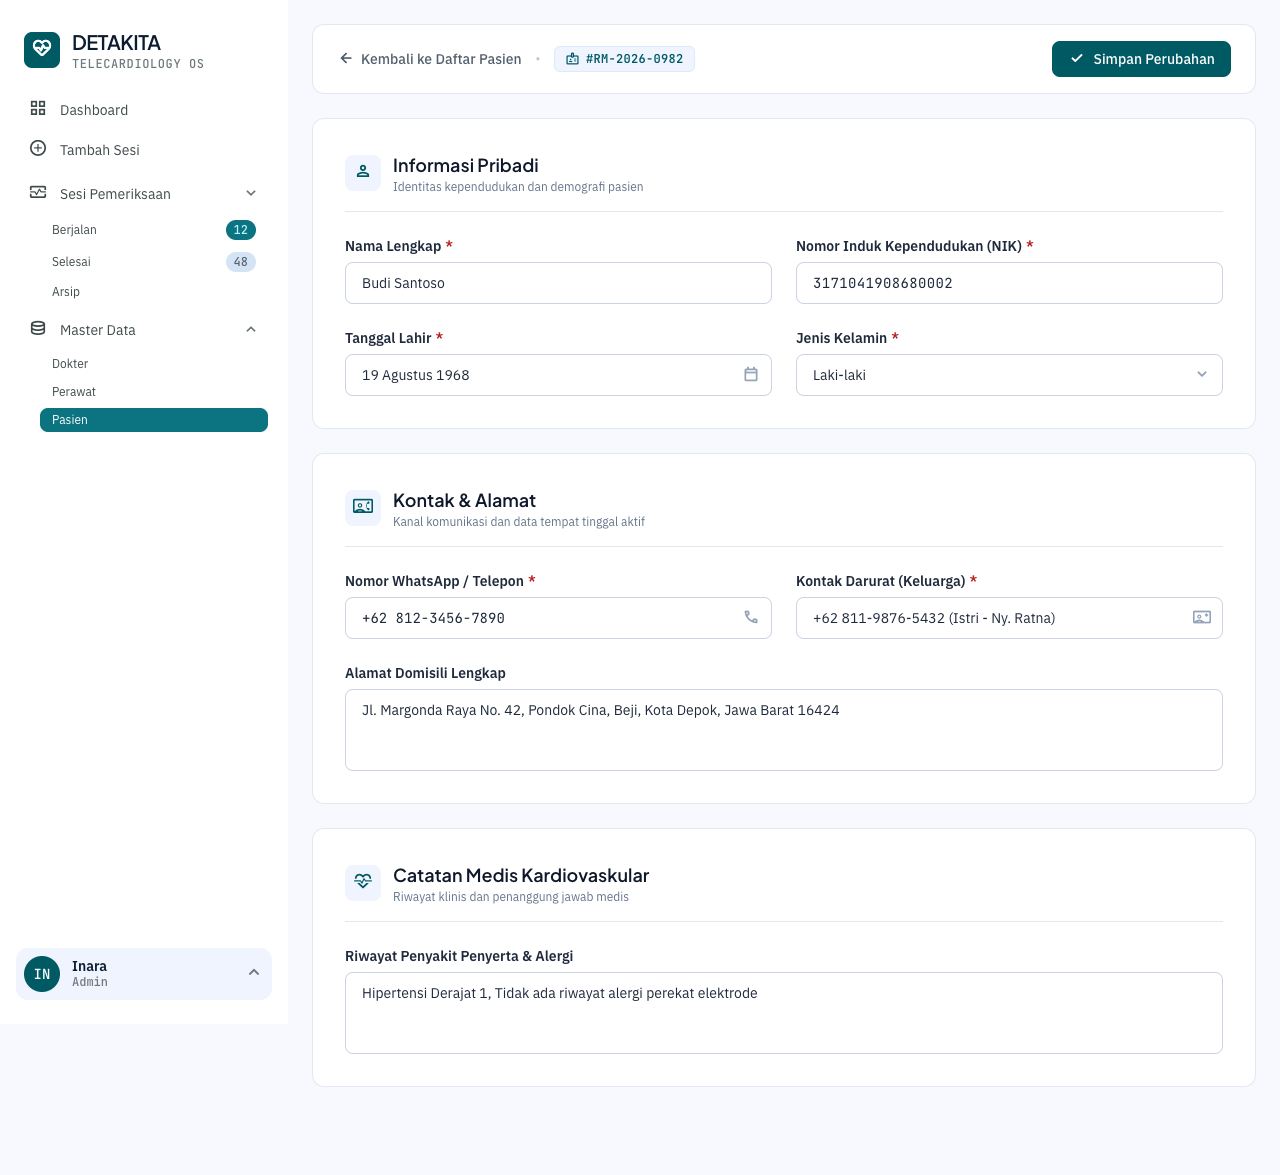 DETAKITA
TELECARDIOLOGY OS
Dashboard
Tambah Sesi
Sesi Pemeriksaan
Berjalan 12
Selesai 48
Arsip
Master Data
Dokter
Perawat
Pasien
IN
Inara
Admin
Kembali ke Daftar Pasien • #RM-2026-0982
Simpan Perubahan
Informasi Pribadi
Identitas kependudukan dan demografi pasien
Nama Lengkap *
Budi Santoso
Nomor Induk Kependudukan (NIK) *
3171041908680002
Tanggal Lahir *
19 Agustus 1968
Jenis Kelamin *
Laki-laki
Kontak & Alamat
Kanal komunikasi dan data tempat tinggal aktif
Nomor WhatsApp / Telepon *
+62 812-3456-7890
Kontak Darurat (Keluarga) *
+62 811-9876-5432 (Istri - Ny. Ratna)
Alamat Domisili Lengkap
Jl. Margonda Raya No. 42, Pondok Cina, Beji, Kota Depok, Jawa Barat 16424
Catatan Medis Kardiovaskular
Riwayat klinis dan penanggung jawab medis
Riwayat Penyakit Penyerta & Alergi
Hipertensi Derajat 1, Tidak ada riwayat alergi perekat elektrode